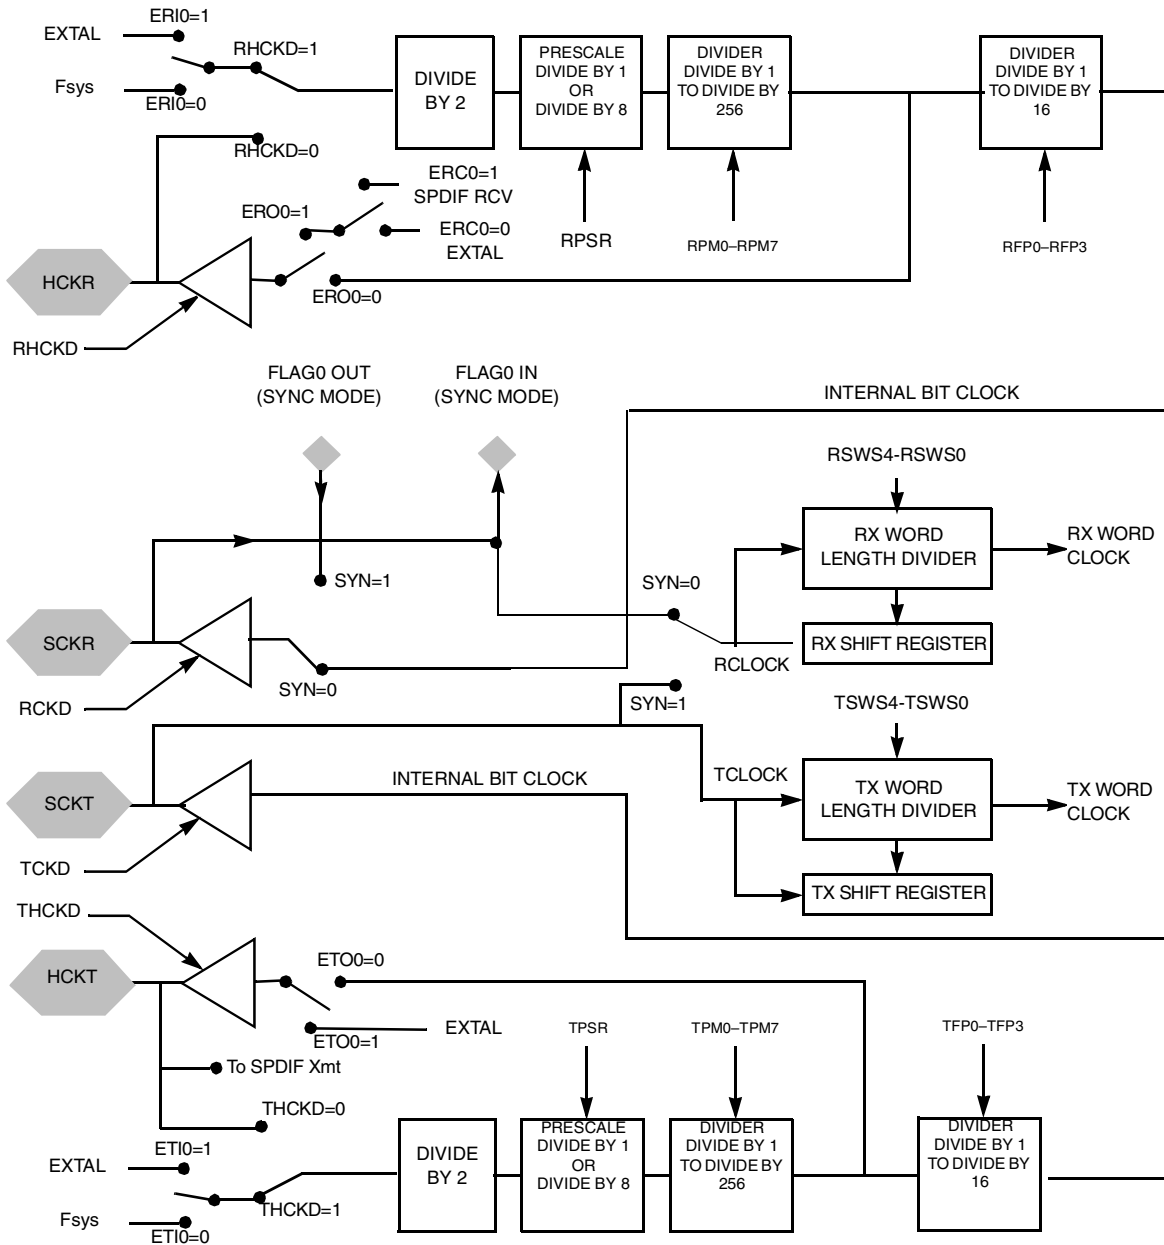 ERI0=1
EXTAL
RHCKD=1
Fsys
ERI0=0
DIVIDE
BY 2
PRESCALE
DIVIDE BY 1
OR
DIVIDE BY 8
DIVIDER
DIVIDE BY 1
TO DIVIDE BY
256
DIVIDER
DIVIDE BY 1
TO DIVIDE BY
16
RHCKD=0
ERC0=1
SPDIF RCV
ERO0=1
ERC0=0
EXTAL
RPSR
RPM0–RPM7
RFP0–RFP3
HCKR
ERO0=0
RHCKD
FLAG0 OUT
(SYNC MODE)
FLAG0 IN
(SYNC MODE)
INTERNAL BIT CLOCK
RSWS4-RSWS0
RX WORD
LENGTH DIVIDER
RX WORD
CLOCK
SYN=1
SYN=0
SCKR
RCLOCK
RX SHIFT REGISTER
SYN=0
RCKD
SYN=1
TSWS4-TSWS0
INTERNAL BIT CLOCK
TCLOCK
SCKT
TX WORD
LENGTH DIVIDER
TX WORD
CLOCK
TCKD
TX SHIFT REGISTER
THCKD
HCKT
ETO0=0
EXTAL
ETO0=1
TPSR
TPM0–TPM7
TFP0–TFP3
To SPDIF Xmt
THCKD=0
ETI0=1
EXTAL
THCKD=1
Fsys
ETI0=0
DIVIDE
BY 2
PRESCALE
DIVIDE BY 1
OR
DIVIDE BY 8
DIVIDER
DIVIDE BY 1
TO DIVIDE BY
256
DIVIDER
DIVIDE BY 1
TO DIVIDE BY
16